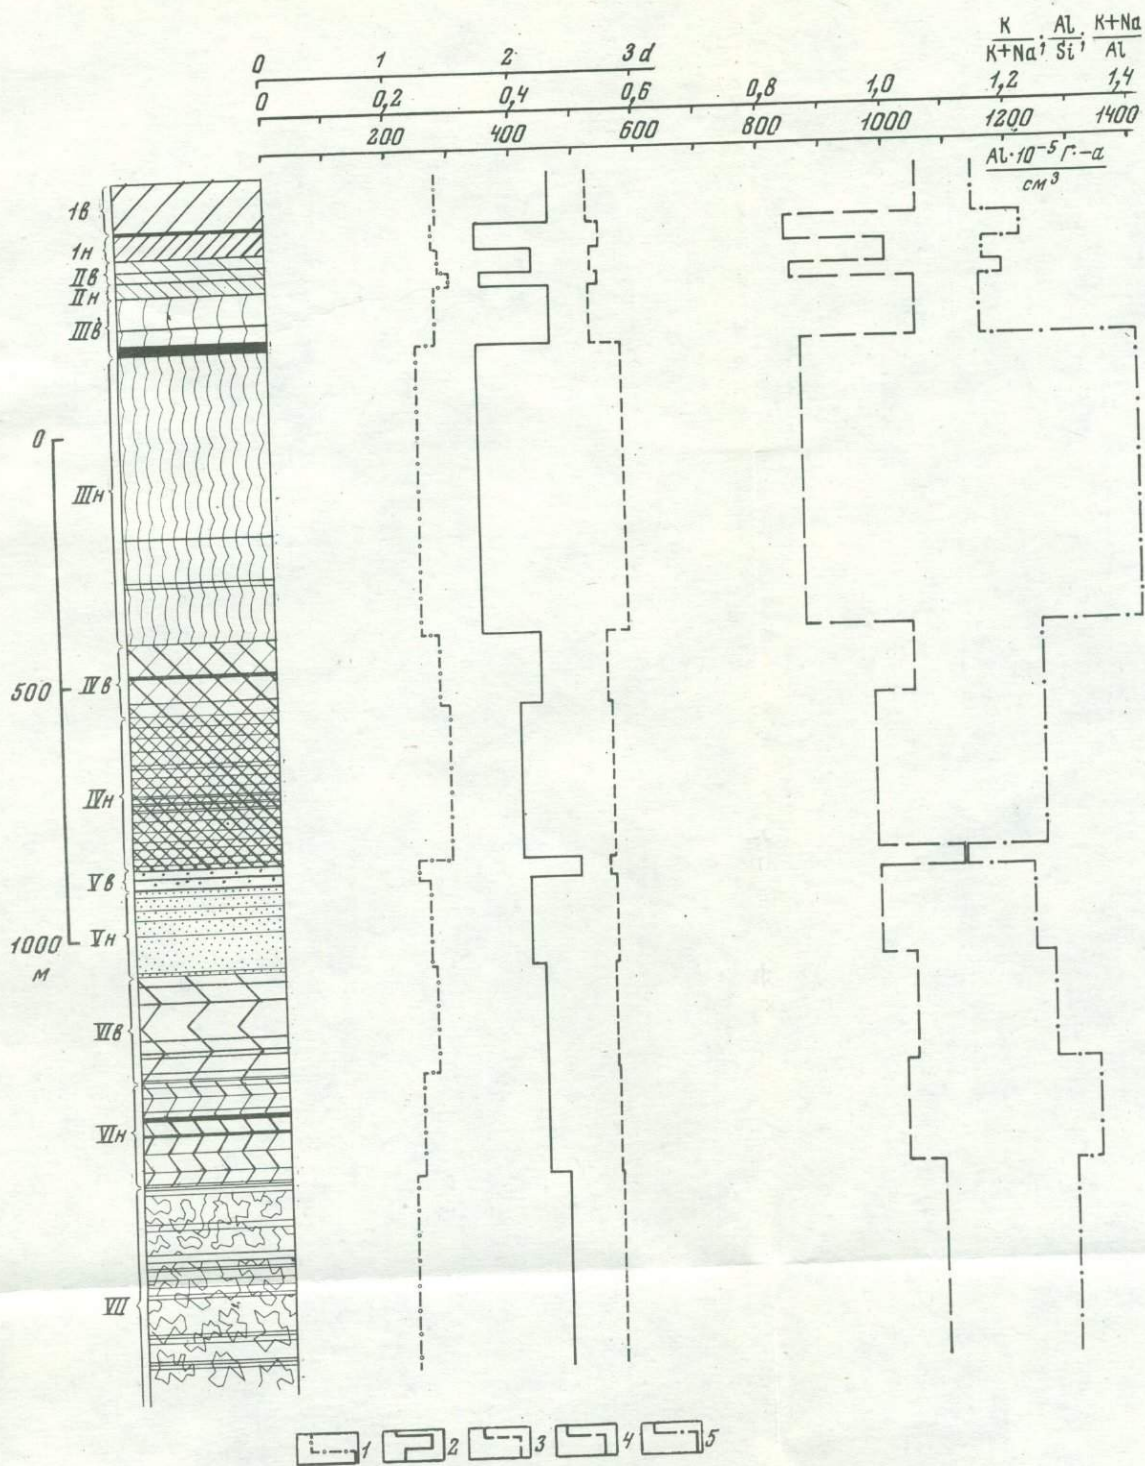 K/K+Na; Al/Si; K+Na/Al
0 1 2 3 d
0 0,2 0,4 0,6 0,8 1,0 1,2 1,4
200 400 600 800 1000 1200 1400
Al·10⁻⁵ г.-а/см³
Iв
Iн
IIв
IIн
IIIв
0
IIIн
500
IVв
IVн
Vв
1000
Vн
м
VIв
VIн
VII
1 2 3 4 5